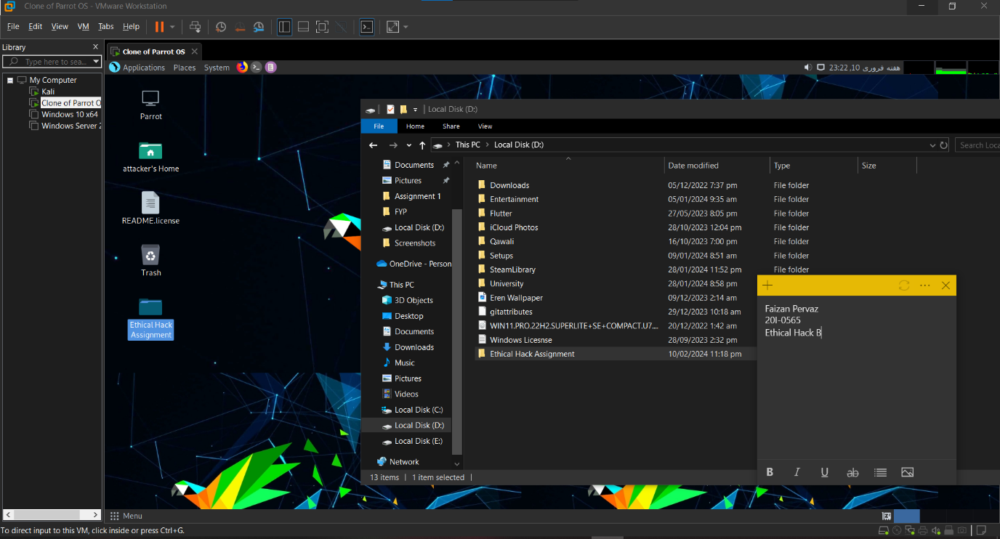 Clone of Parrot OS - VMware Workstation
File Edit View VM Tabs Help
Library
Type here to sea...
My Computer
Kali
Clone of Parrot O
Windows 10 x64
Windows Server 2
Clone of Parrot OS
Applications Places System
هفته فروری 10, 23:22
Parrot
attacker's Home
README.license
Trash
Ethical Hack
Assignment
Local Disk (D:)
File Home Share View
This PC Local Disk (D:)
Search Loca
Documents
Pictures
Assignment 1
FYP
Local Disk (D:)
Screenshots
OneDrive - Person
This PC
3D Objects
Desktop
Documents
Downloads
Music
Pictures
Videos
Local Disk (C:)
Local Disk (D:)
Local Disk (E:)
Network
Name Date modified Type Size
Downloads 05/12/2022 7:37 pm File folder
Entertainment 05/01/2024 9:35 am File folder
Flutter 27/05/2023 8:05 pm File folder
iCloud Photos 28/10/2023 12:04 pm File folder
Qawali 16/10/2023 7:00 pm File folder
Setups 09/01/2024 8:51 am File folder
SteamLibrary 28/01/2024 11:52 pm File folder
University 28/01/2024 8:58 pm
Eren Wallpaper 09/12/2023 2:14 am
gitattributes 29/12/2023 10:18 am
WIN11.PRO.22H2.SUPERLITE+SE+COMPACT.U7.... 20/12/2022 1:42 am
Windows Licesnse 28/09/2023 2:32 pm
Ethical Hack Assignment 10/02/2024 11:18 pm
13 items 1 item selected
Faizan Pervaz
20I-0565
Ethical Hack B
B I U ab
Menu
To direct input to this VM, click inside or press Ctrl+G.